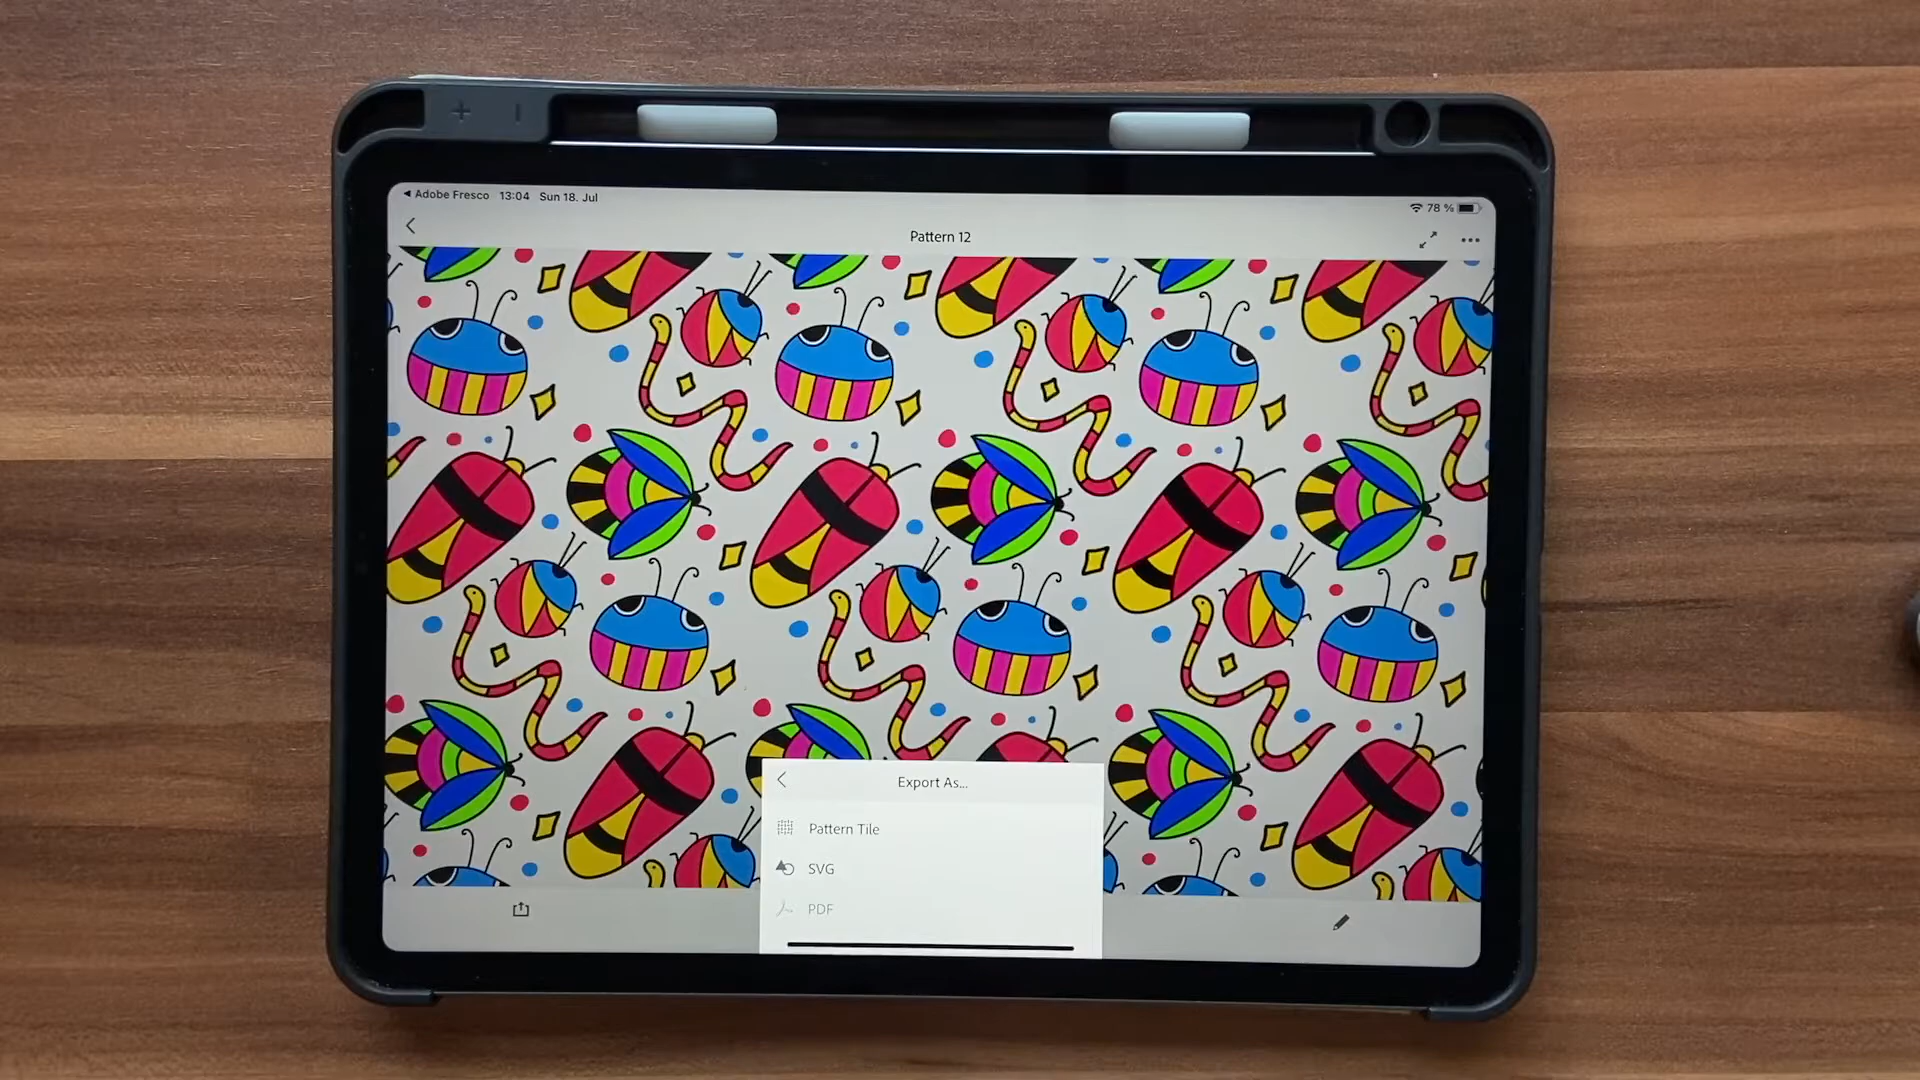 ◀ Adobe Fresco 13:04 Sun 18. Jul
78 %
Pattern 12
Export As...
Pattern Tile
SVG
PDF